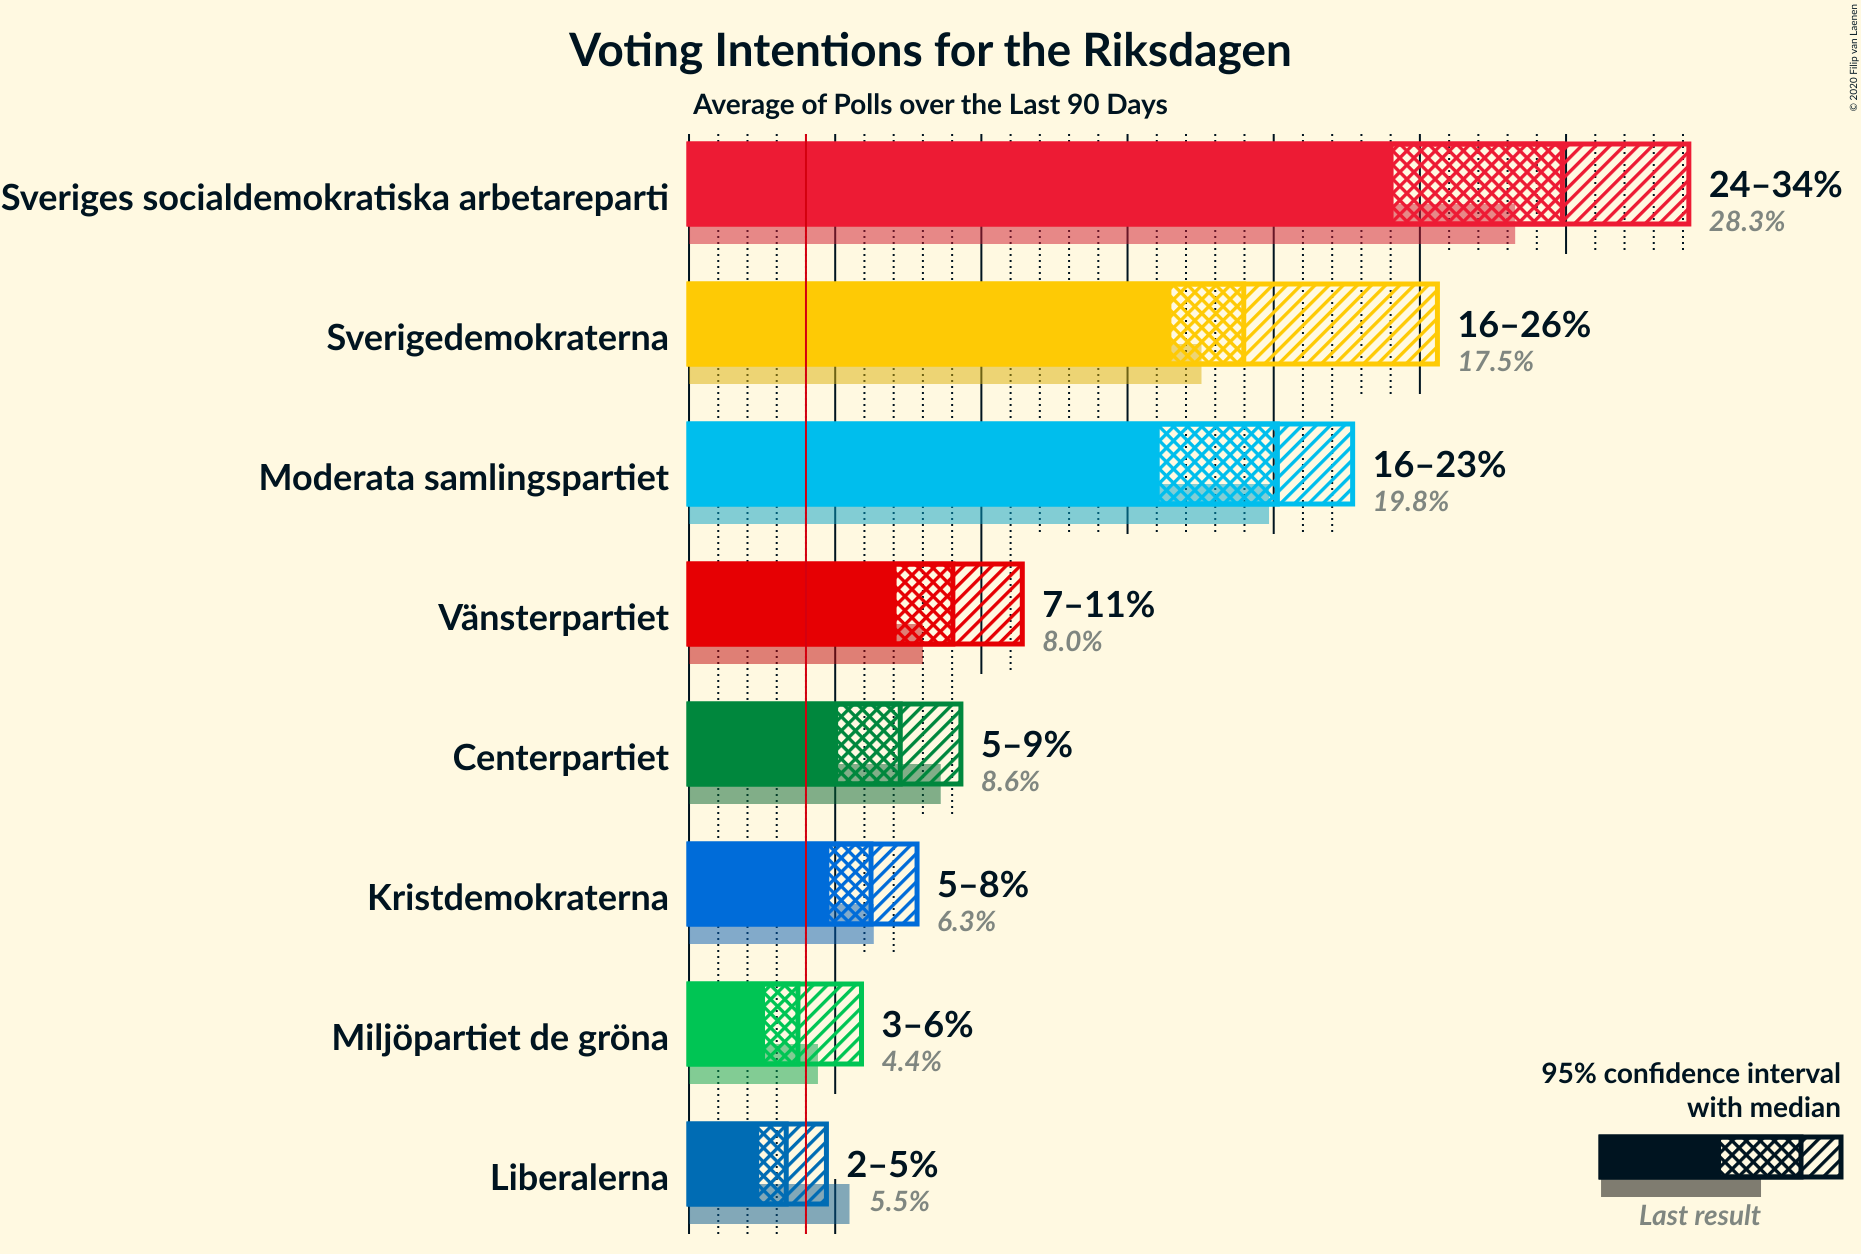 Voting Intentions for the Riksdagen
Average of Polls over the Last 90 Days
© 2020 Filip van Laenen
Sveriges socialdemokratiska arbetareparti
24–34%
28.3%
Sverigedemokraterna
16–26%
17.5%
Moderata samlingspartiet
16–23%
19.8%
Vänsterpartiet
7–11%
8.0%
Centerpartiet
5–9%
8.6%
Kristdemokraterna
5–8%
6.3%
Miljöpartiet de gröna
3–6%
4.4%
Liberalerna
2–5%
5.5%
95% confidence interval
with median
Last result